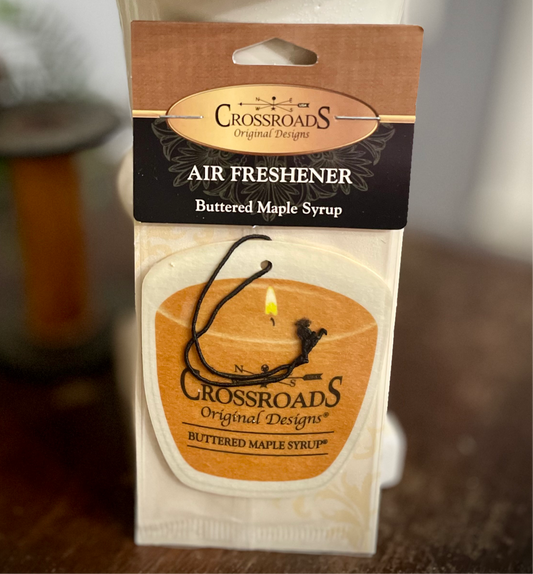 N
CROSSROADS
Original Designs
AIR FRESHENER
Buttered Maple Syrup
N
S
CROSSROADS
Original Designs®
BUTTERED MAPLE SYRUP®